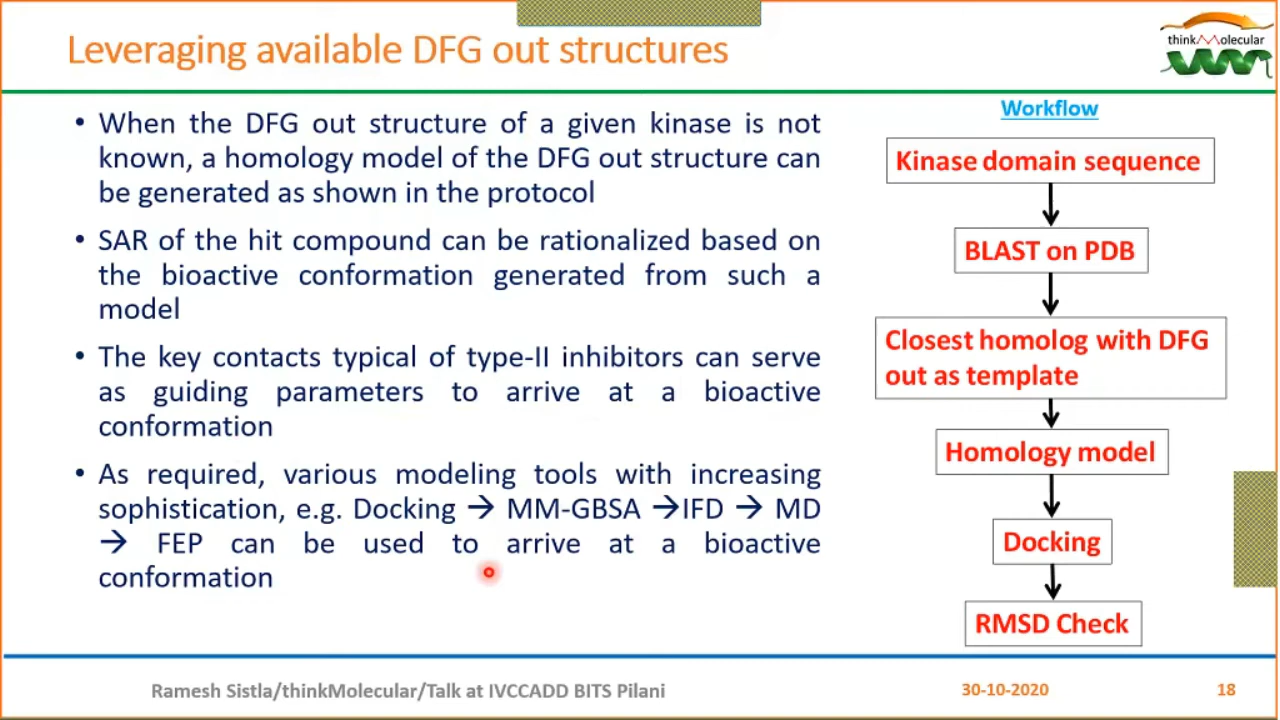 Leveraging available DFG out structures
thinkMolecular
• When the DFG out structure of a given kinase is not
known, a homology model of the DFG out structure can
be generated as shown in the protocol
• SAR of the hit compound can be rationalized based on
the bioactive conformation generated from such a
model
• The key contacts typical of type-II inhibitors can serve
as guiding parameters to arrive at a bioactive
conformation
• As required, various modeling tools with increasing
sophistication, e.g. Docking → MM-GBSA →IFD → MD
→ FEP can be used to arrive at a bioactive
conformation
Workflow
Kinase domain sequence
BLAST on PDB
Closest homolog with DFG
out as template
Homology model
Docking
RMSD Check
Ramesh Sistla/thinkMolecular/Talk at IVCCADD BITS Pilani
30-10-2020
18